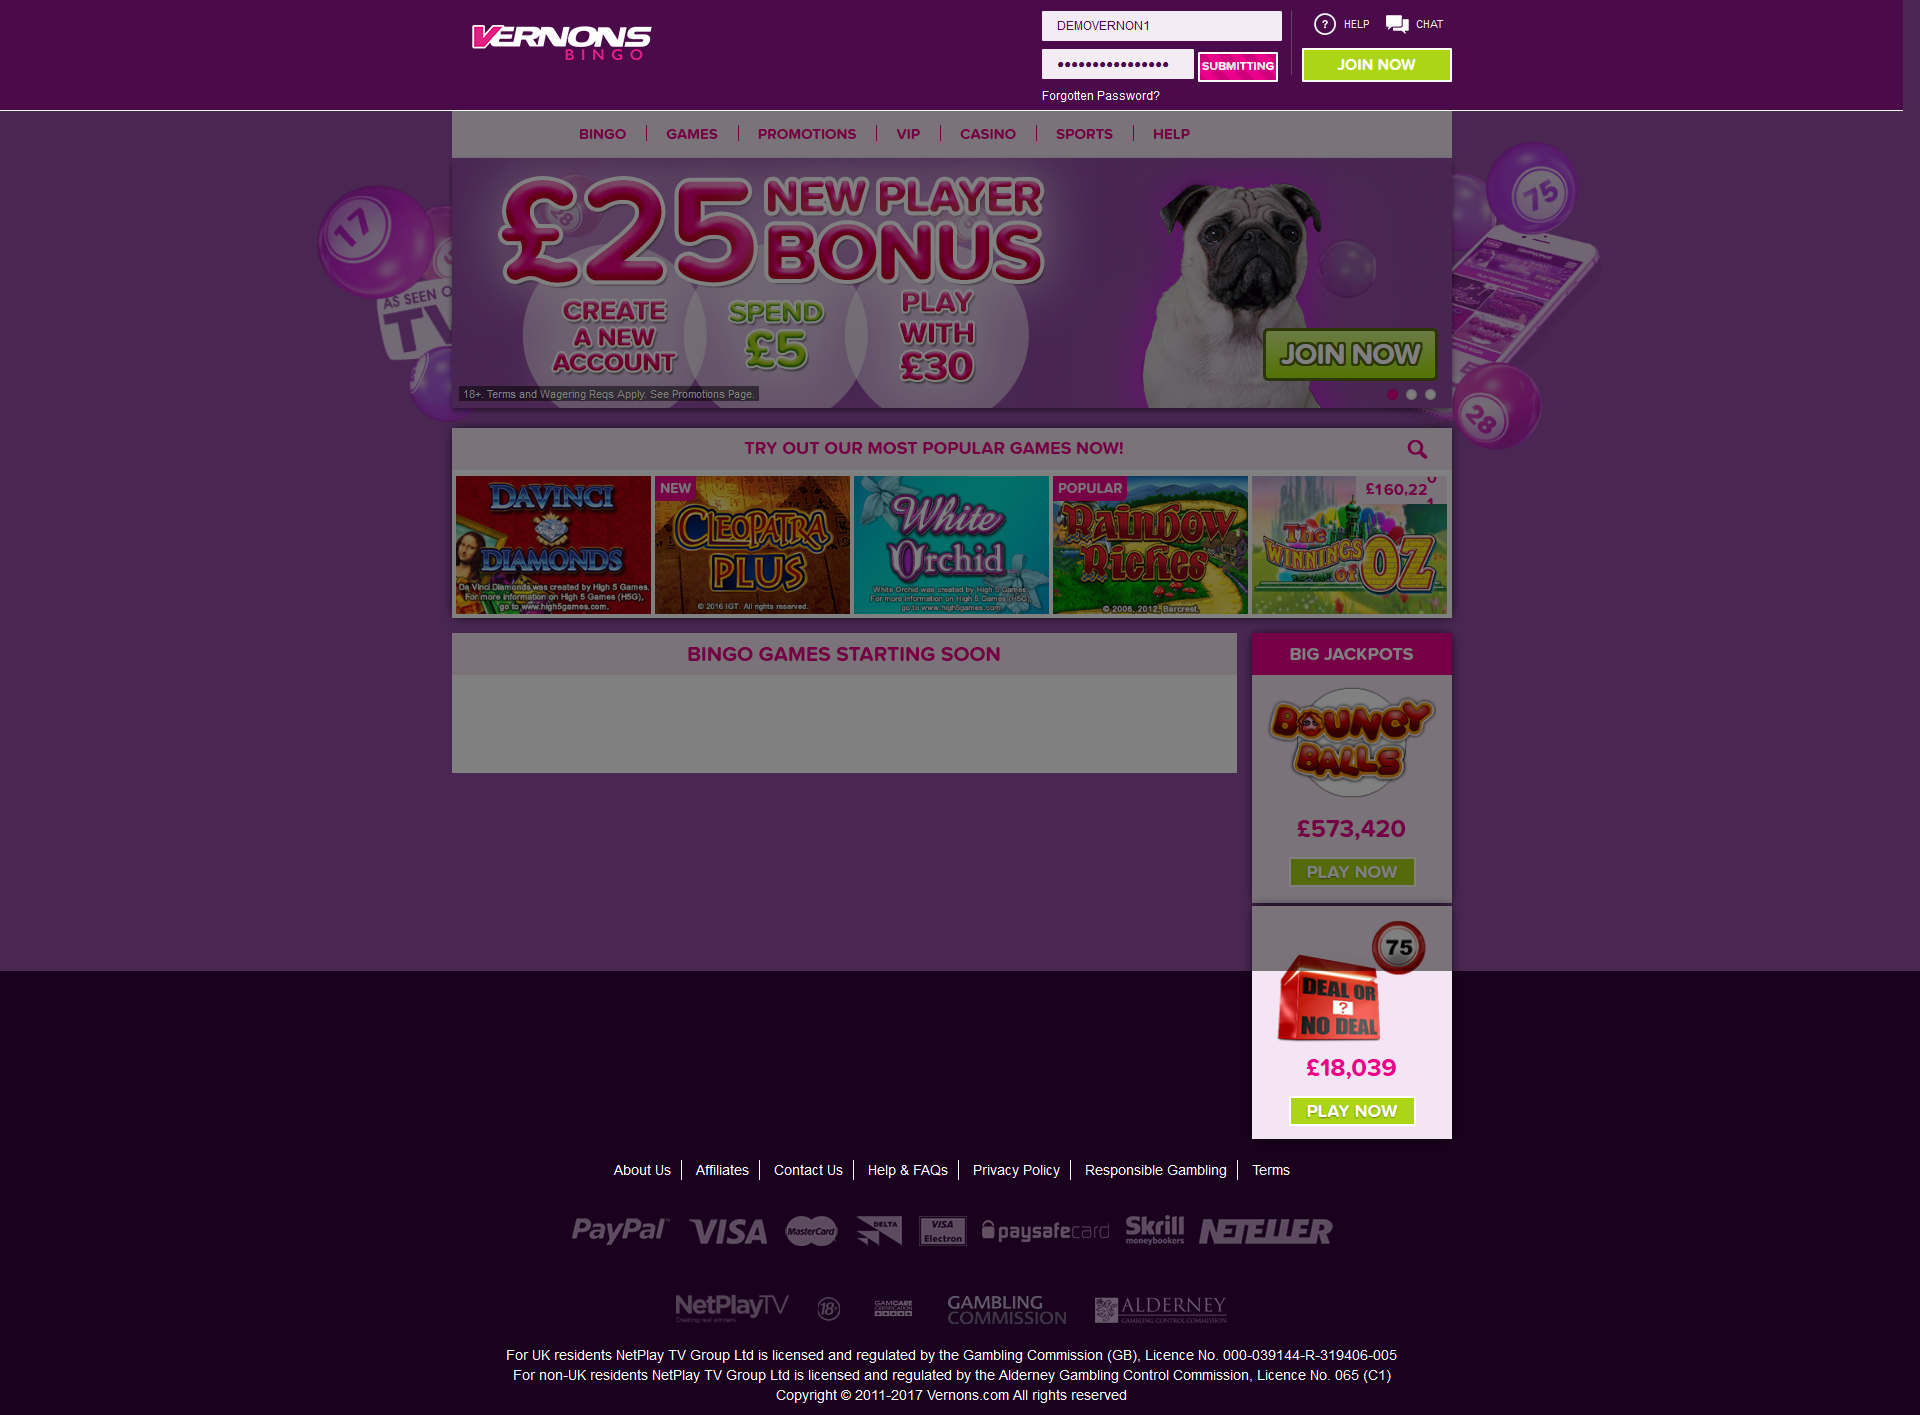 VERNONS
BINGO
DEMOVERNON1
SUBMITTING
Forgotten Password?
HELP
CHAT
JOIN NOW
BINGO
GAMES
PROMOTIONS
VIP
CASINO
SPORTS
HELP
17
AS SEEN O
TV
£25
NEW PLAYER
BONUS
CREATE
A NEW
ACCOUNT
SPEND
£5
PLAY
WITH
£30
28
JOIN NOW
75
28
18+. Terms and Wagering Reqs Apply. See Promotions Page.
TRY OUT OUR MOST POPULAR GAMES NOW!
DAVINCI
DIAMONDS
Da Vinci Diamonds was created by High 5 Games.
For more information on High 5 Games (H5G),
go to www.high5games.com.
NEW
CLEOPATRA
PLUS
© 2016 IGT. All rights reserved.
White
Orchid
White Orchid was created by High 5 Games.
For more information on High 5 Games (H5G),
go to www.high5games.com
POPULAR
Rainbow
Riches
© 2006, 2012, Barcrest.
£160,22
The
WINNINGS
of OZ
BINGO GAMES STARTING SOON
BIG JACKPOTS
BOUNCY
BALLS
£573,420
PLAY NOW
75
DEAL OR
?
NO DEAL
£18,039
PLAY NOW
About Us
Affiliates
Contact Us
Help & FAQs
Privacy Policy
Responsible Gambling
Terms
PayPal
VISA
MasterCard
DELTA
VISA
Electron
paysafecard
Skrill
moneybookers
NETELLER
NetPlayTV
Creating real winners
18+
GAMCARE
CERTIFICATION
GAMBLING
COMMISSION
ALDERNEY
GAMBLING CONTROL COMMISSION
For UK residents NetPlay TV Group Ltd is licensed and regulated by the Gambling Commission (GB), Licence No. 000-039144-R-319406-005
For non-UK residents NetPlay TV Group Ltd is licensed and regulated by the Alderney Gambling Control Commission, Licence No. 065 (C1)
Copyright © 2011-2017 Vernons.com All rights reserved